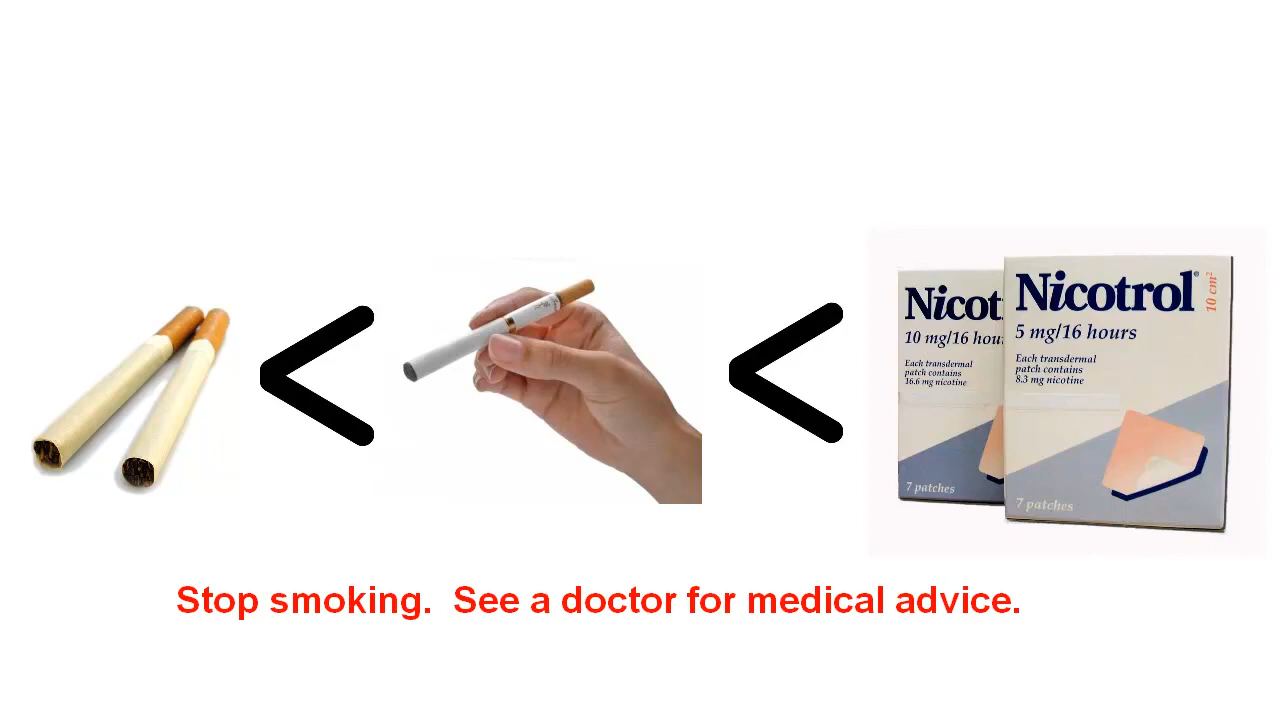 Nicot
10 mg/16 hou
Each transdermal
patch contains
16.6 mg nicotine
7 patches
Nicotrol®
10 cm²
5 mg/16 hours
Each transdermal
patch contains
8.3 mg nicotine
7 patches
Stop smoking. See a doctor for medical advice.